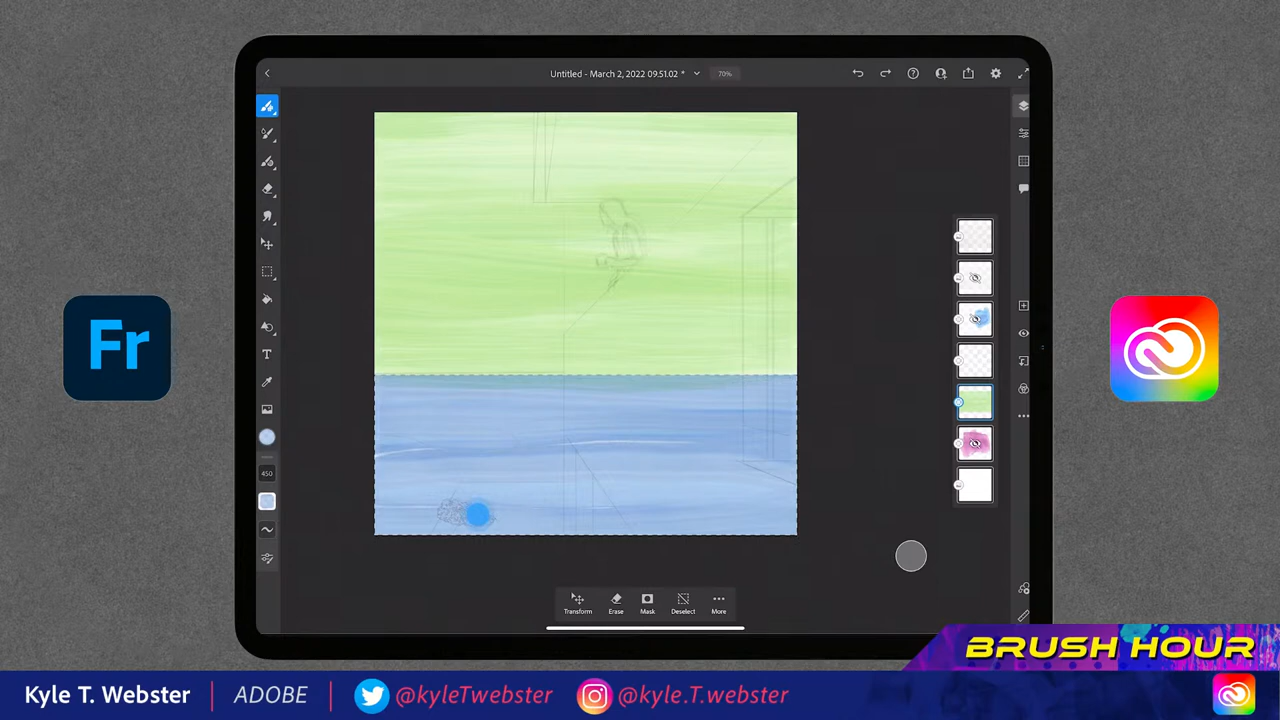 Untitled - March 2, 2022 09.51.02 *
70%
T
450
Transform
Erase
Mask
Deselect
More
Fr
BRUSH HOUR
Kyle T. Webster
ADOBE
@kyleTwebster
@kyle.T.webster